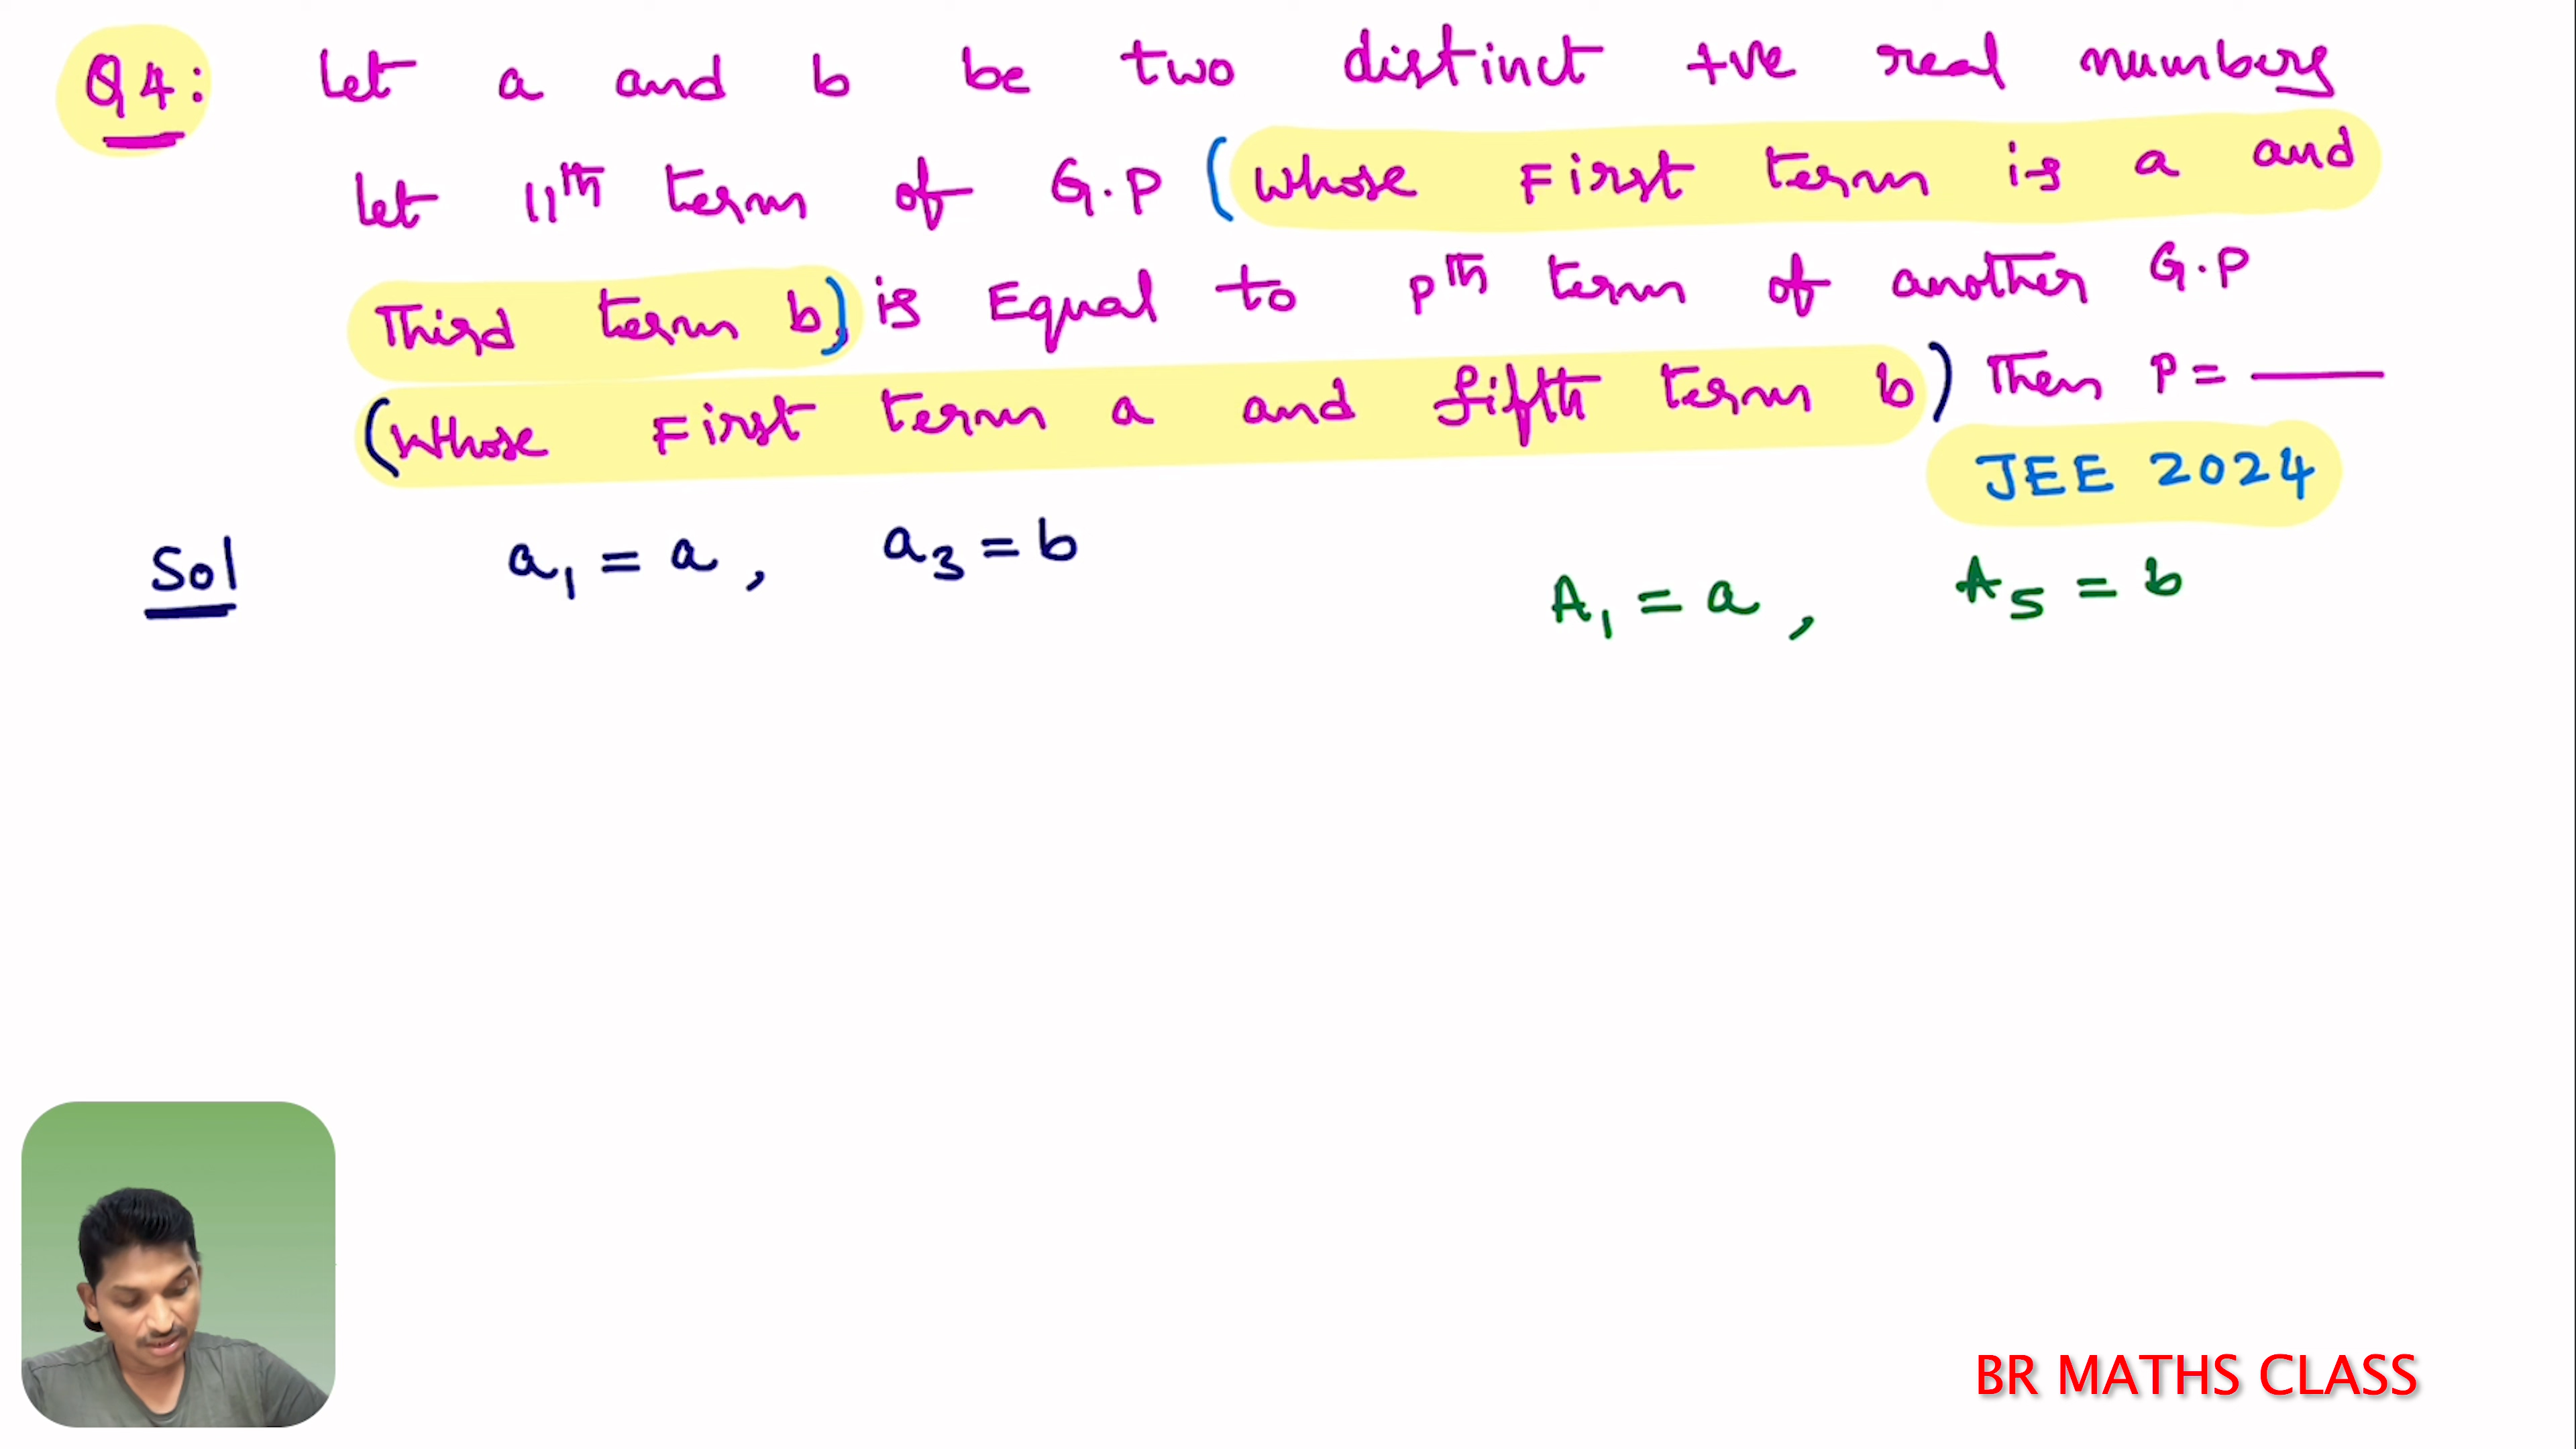 Q4: Let a and b be two distinct +ve real numbers
Let 11th term of G.P (whose First term is a and
Third term b) is Equal to pth term of another G.P
(whose First term a and fifth term b) Then P = ____
JEE 2024
Sol a₁ = a , a₃ = b
A₁ = a , A₅ = b
BR MATHS CLASS